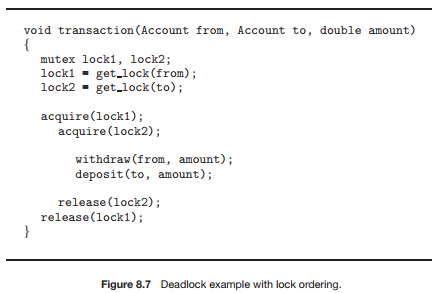 void transaction(Account from, Account to, double amount)
{
mutex lock1, lock2;
lock1 = get_lock(from);
lock2 = get_lock(to);
acquire(lock1);
acquire(lock2);
withdraw(from, amount);
deposit(to, amount);
release(lock2);
release(lock1);
}
Figure 8.7 Deadlock example with lock ordering.